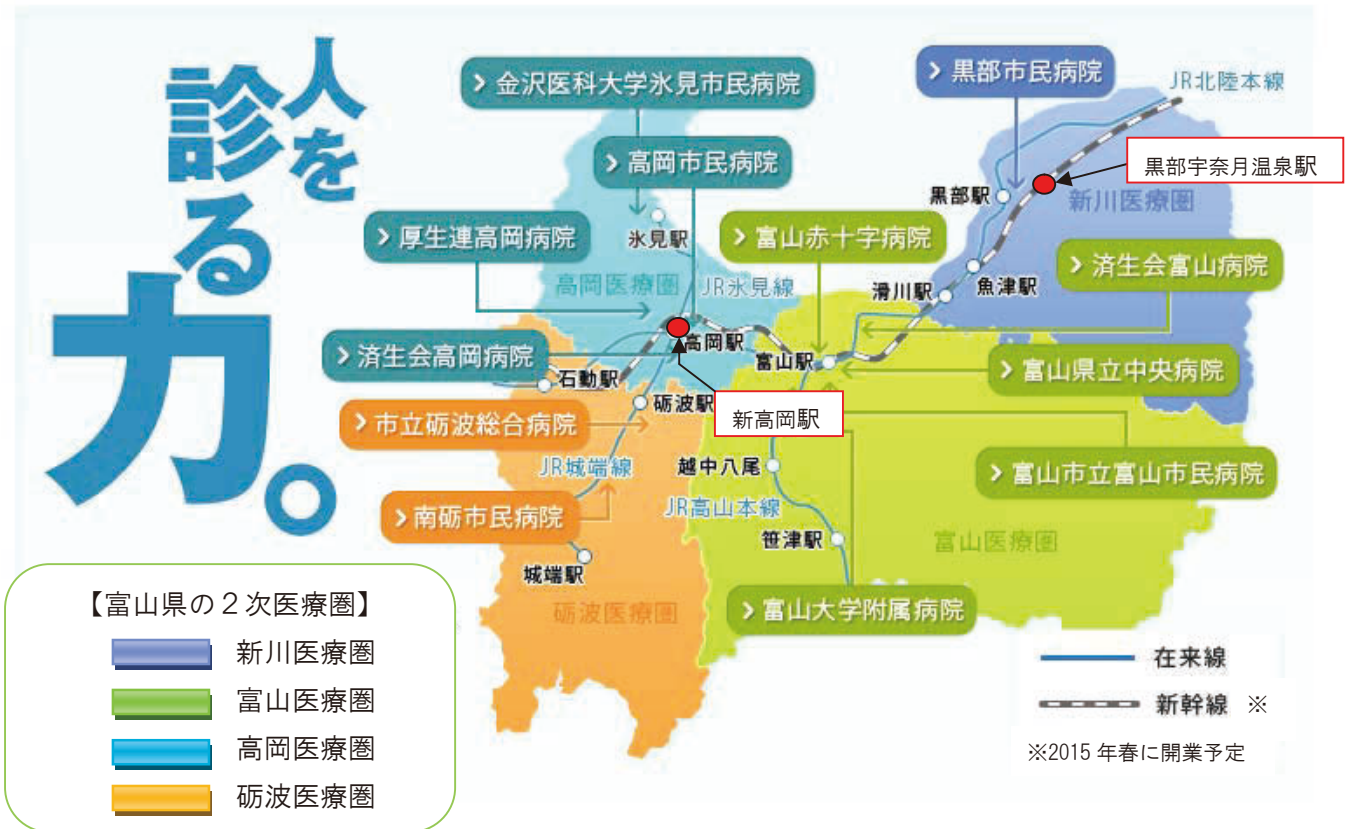 人を
診る
力。
> 金沢医科大学氷見市民病院
> 高岡市民病院
> 厚生連高岡病院
> 済生会高岡病院
> 市立砺波総合病院
> 南砺市民病院
> 黒部市民病院
> 富山赤十字病院
> 済生会富山病院
> 富山県立中央病院
> 富山市立富山市民病院
> 富山大学附属病院
JR北陸本線
黒部宇奈月温泉駅
黒部駅
新川医療圏
魚津駅
滑川駅
氷見駅
高岡医療圏
JR氷見線
高岡駅
富山駅
石動駅
砺波駅
新高岡駅
JR城端線
越中八尾
JR高山本線
笹津駅
富山医療圏
城端駅
砺波医療圏
【富山県の2次医療圏】
新川医療圏
富山医療圏
高岡医療圏
砺波医療圏
在来線
新幹線 ※
※2015年春に開業予定